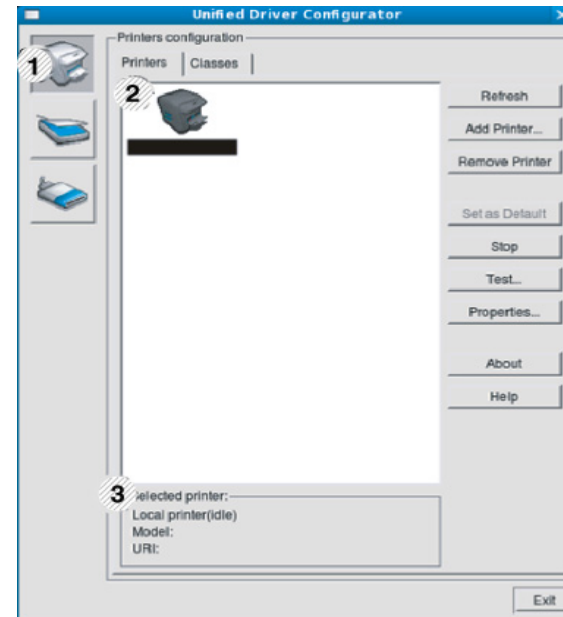 Unified Driver Configurator
1
Printers configuration
Printers
Classes
2
Refresh
Add Printer...
Remove Printer
Set as Default
Stop
Test...
Properties...
About
Help
3
Selected printer:
Local printer(idle)
Model:
URI:
Exit